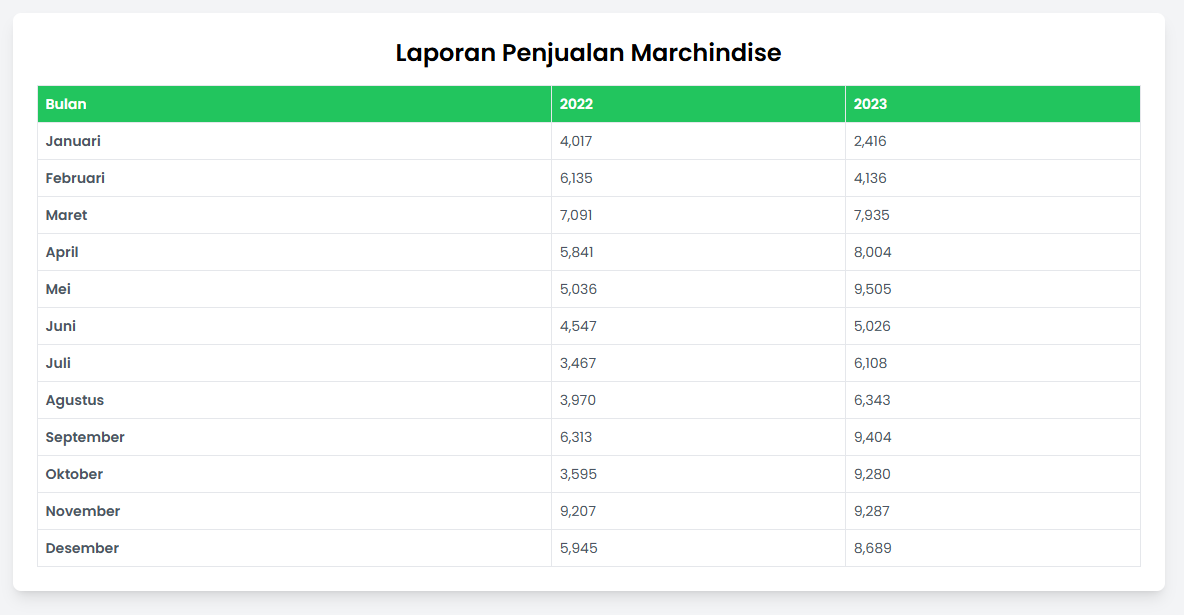 Laporan Penjualan Marchindise
Bulan 2022 2023
Januari 4,017 2,416
Februari 6,135 4,136
Maret 7,091 7,935
April 5,841 8,004
Mei 5,036 9,505
Juni 4,547 5,026
Juli 3,467 6,108
Agustus 3,970 6,343
September 6,313 9,404
Oktober 3,595 9,280
November 9,207 9,287
Desember 5,945 8,689